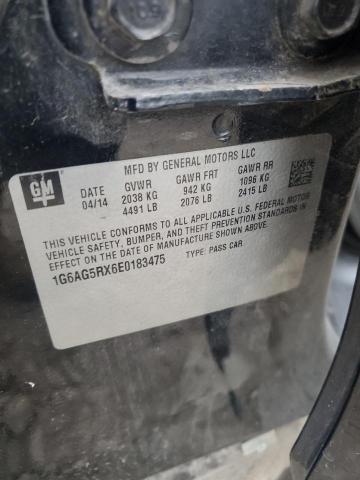 MFD BY GENERAL MOTORS LLC
GM
DATE GVWR GAWR FRT GAWR RR
04/14 2038 KG 942 KG 1096 KG
4491 LB 2076 LB 2415 LB
THIS VEHICLE CONFORMS TO ALL APPLICABLE U.S. FEDERAL MOTOR
VEHICLE SAFETY, BUMPER, AND THEFT PREVENTION STANDARDS IN
EFFECT ON THE DATE OF MANUFACTURE SHOWN ABOVE.
1G6AG5RX6E0183475 TYPE: PASS CAR